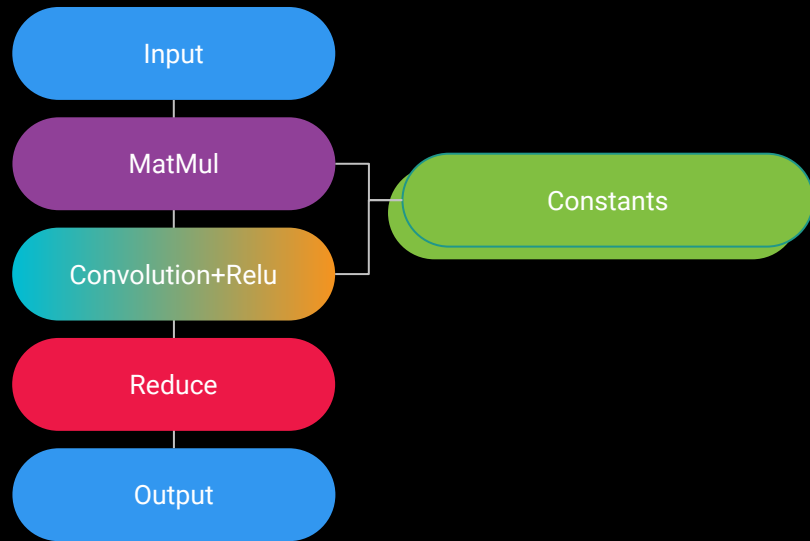 Input
MatMul
Constants
Convolution+Relu
Reduce
Output